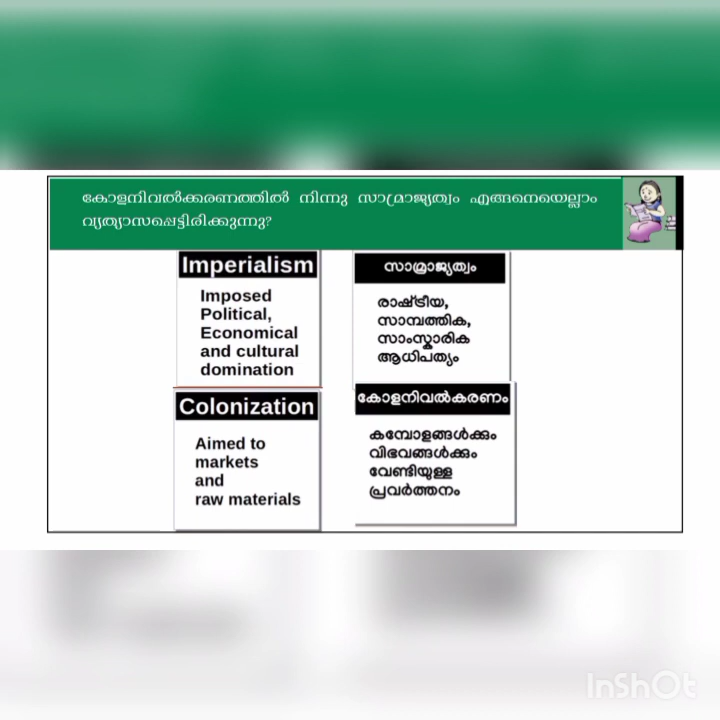 കോളനിവൽക്കരണത്തിൽ നിന്നു സാമ്രാജ്യത്വം എങ്ങനെയെല്ലാം
വ്യത്യാസപ്പെട്ടിരിക്കുന്നു?
Imperialism
Imposed
Political,
Economical
and cultural
domination
സാമ്രാജ്യത്വം
രാഷ്ട്രീയ,
സാമ്പത്തിക,
സാംസ്കാരിക
ആധിപത്യം
Colonization
Aimed to
markets
and
raw materials
കോളനിവൽകരണം
കമ്പോളങ്ങൾക്കും
വിഭവങ്ങൾക്കും
വേണ്ടിയുള്ള
പ്രവർത്തനം
InShOt